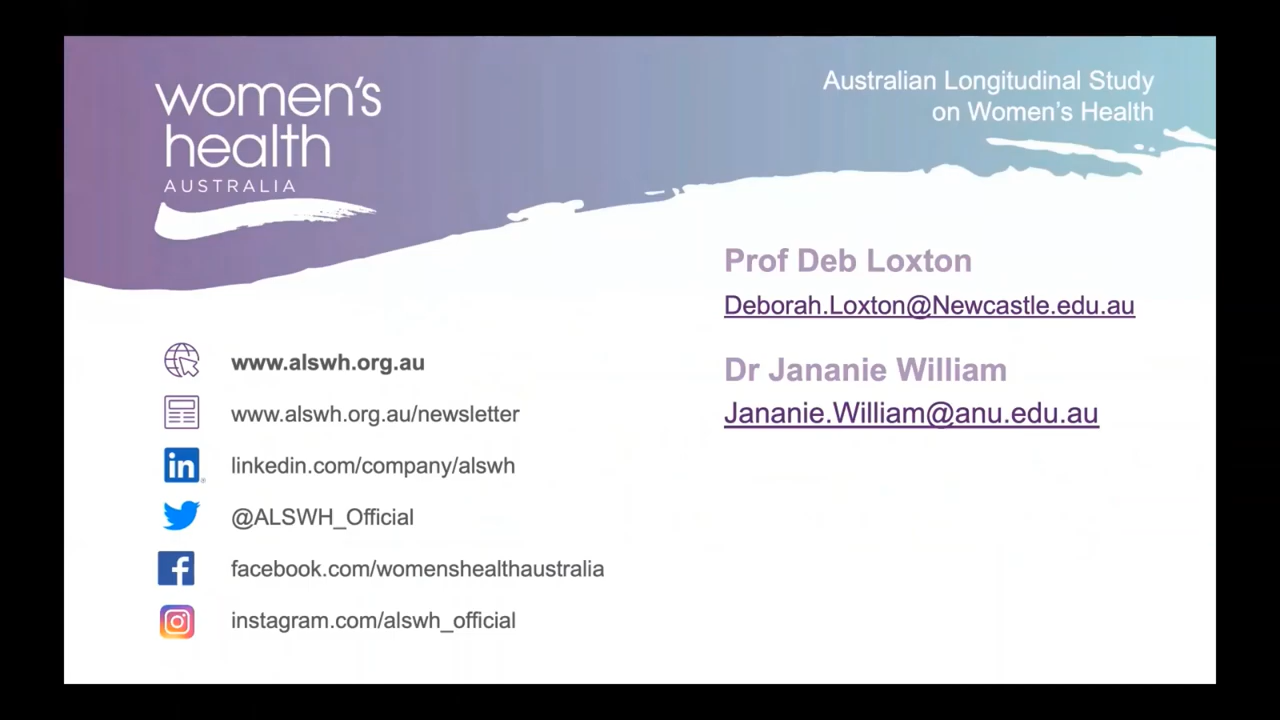 women's
health
AUSTRALIA
Australian Longitudinal Study
on Women's Health
Prof Deb Loxton
Deborah.Loxton@Newcastle.edu.au
Dr Jananie William
Jananie.William@anu.edu.au
www.alswh.org.au
www.alswh.org.au/newsletter
in linkedin.com/company/alswh
@ALSWH_Official
f facebook.com/womenshealthaustralia
instagram.com/alswh_official